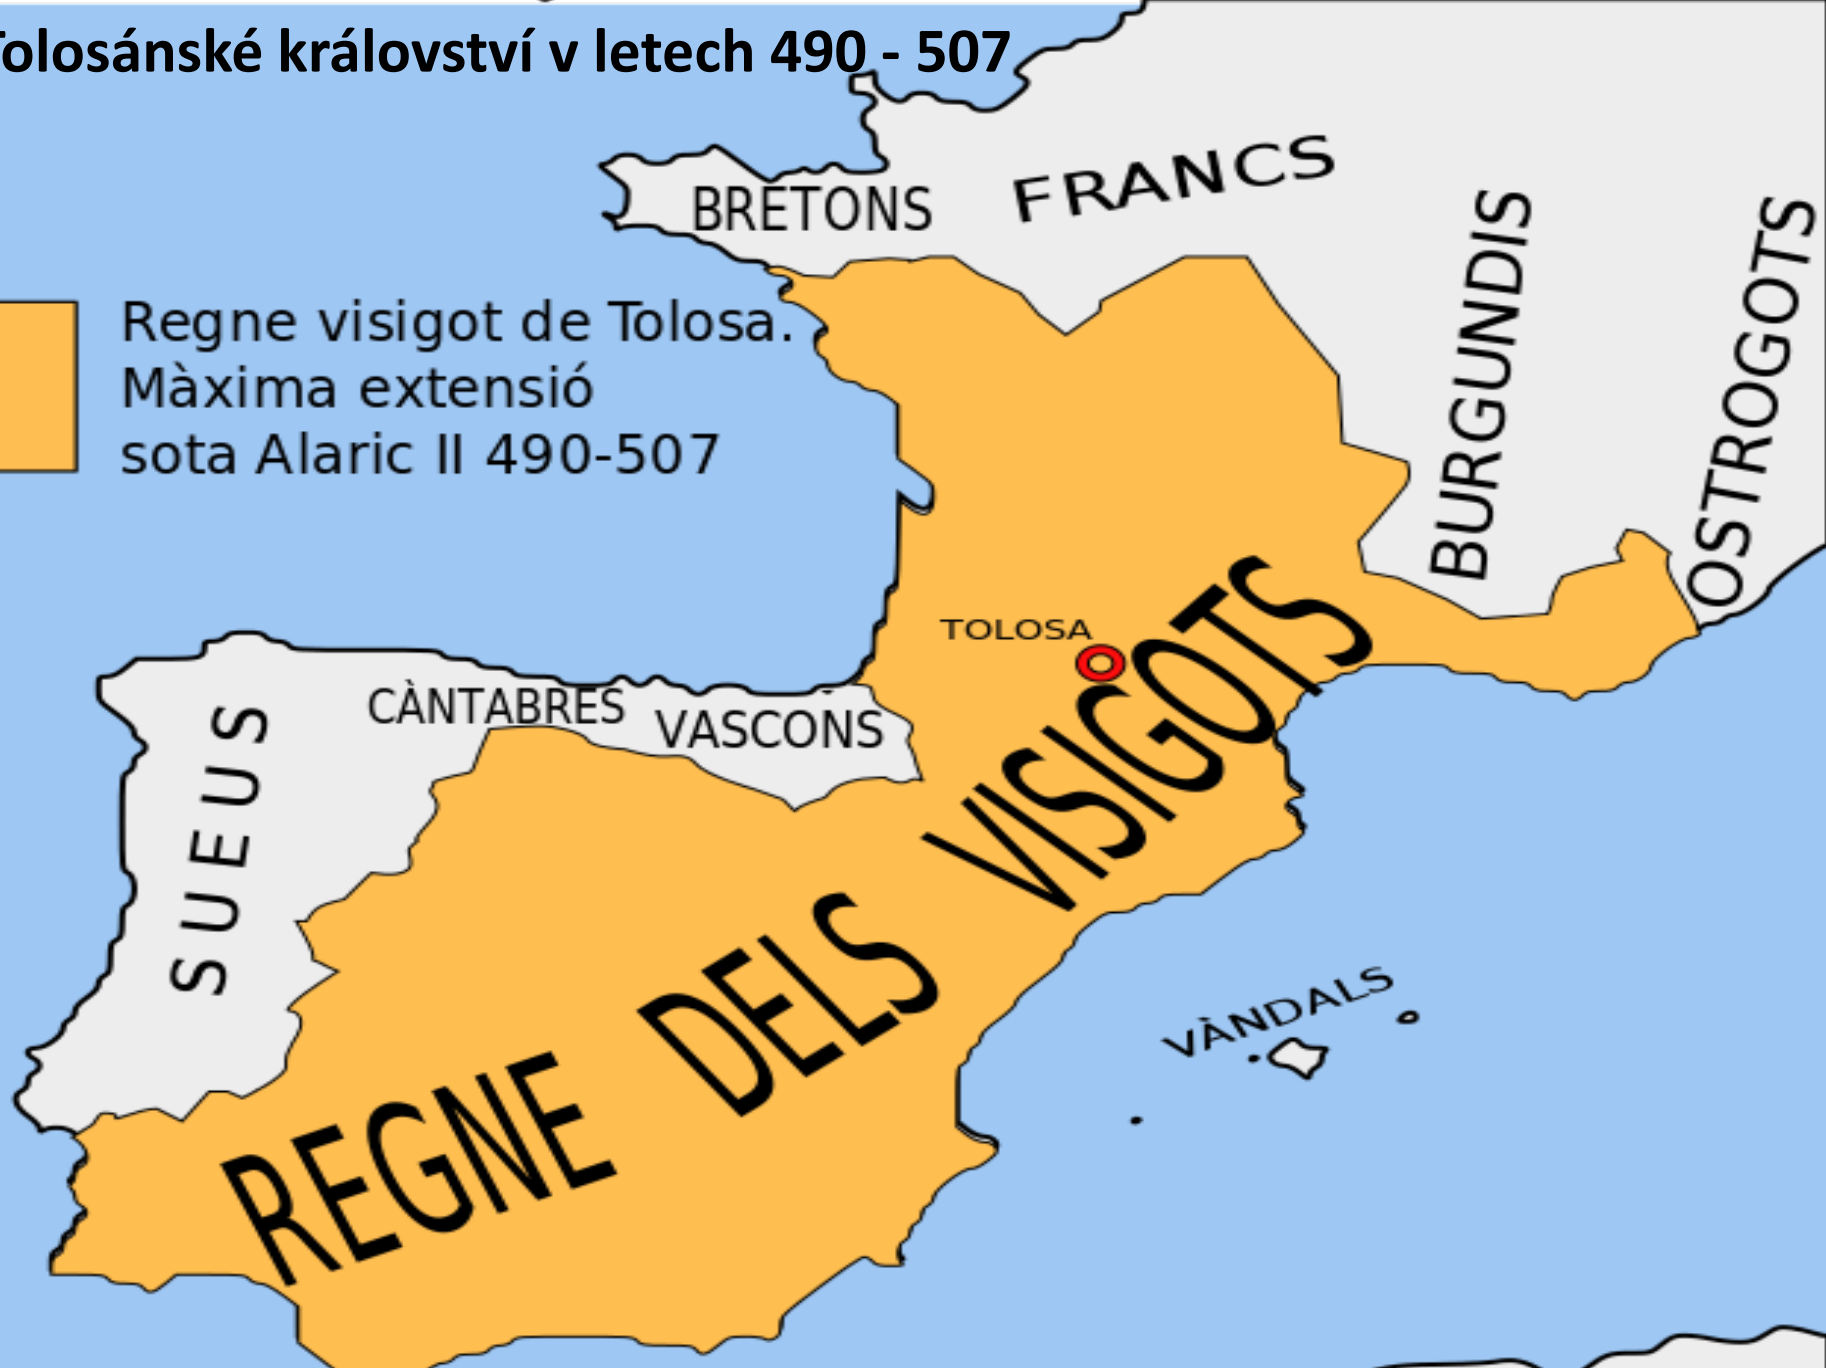 Tolosánské království v letech 490 - 507
BRETONS
FRANCS
BURGUNDIS
OSTROGOTS
Regne visigot de Tolosa.
Màxima extensió
sota Alaric II 490-507
TOLOSA
CÀNTABRES
VASCONS
SUEUS
REGNE DELS VISIGOTS
VÀNDALS